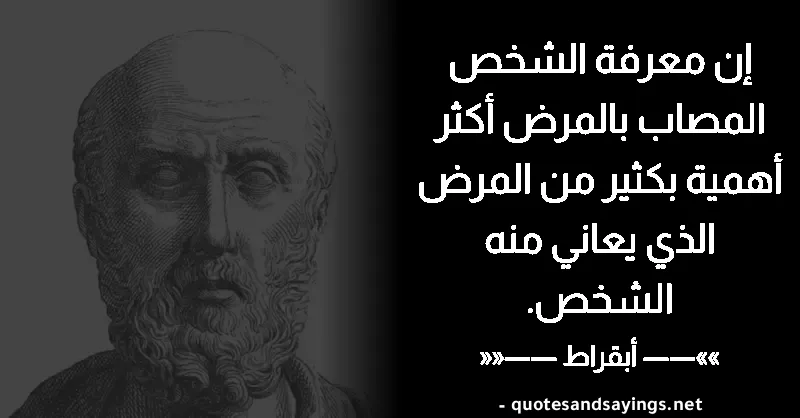 إن معرفة الشخص
المصاب بالمرض أكثر
أهمية بكثير من المرض
الذي يعاني منه
الشخص.
»»—— أبقراط ——««
- quotesandsayings.net